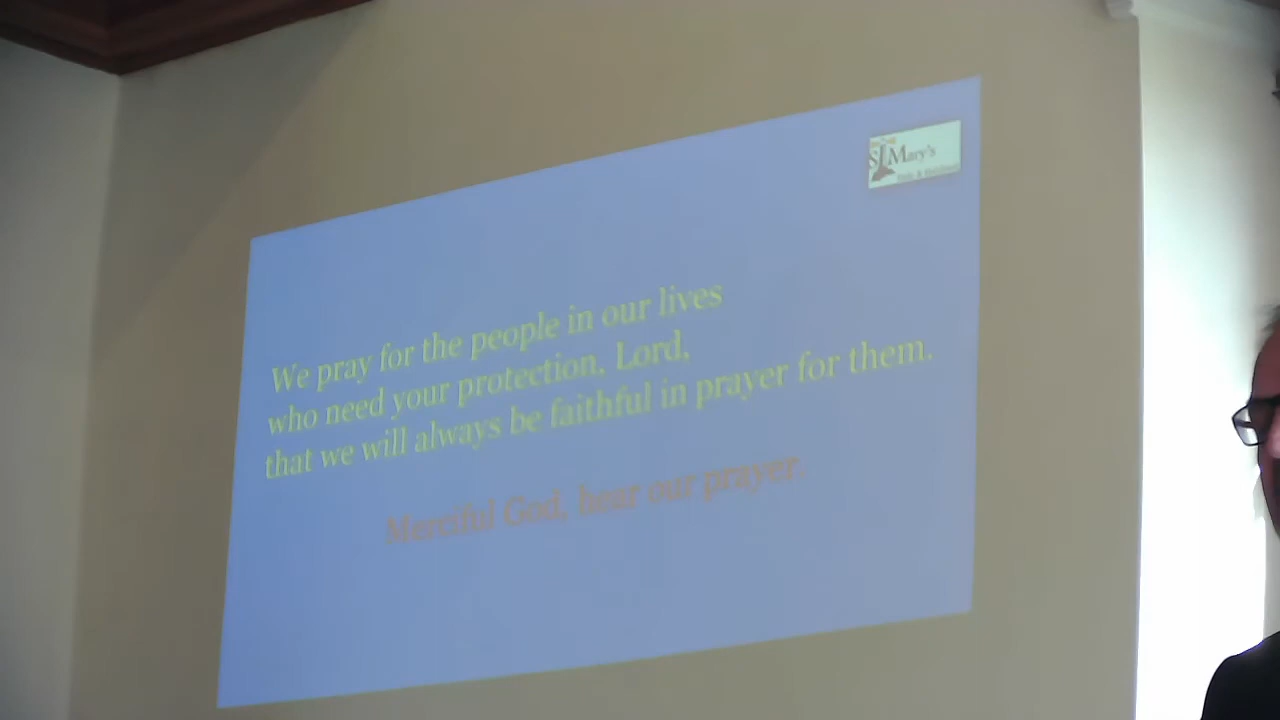 St Mary's
We pray for the people in our lives
who need your protection, Lord,
that we will always be faithful in prayer for them.
Merciful God, hear our prayer.